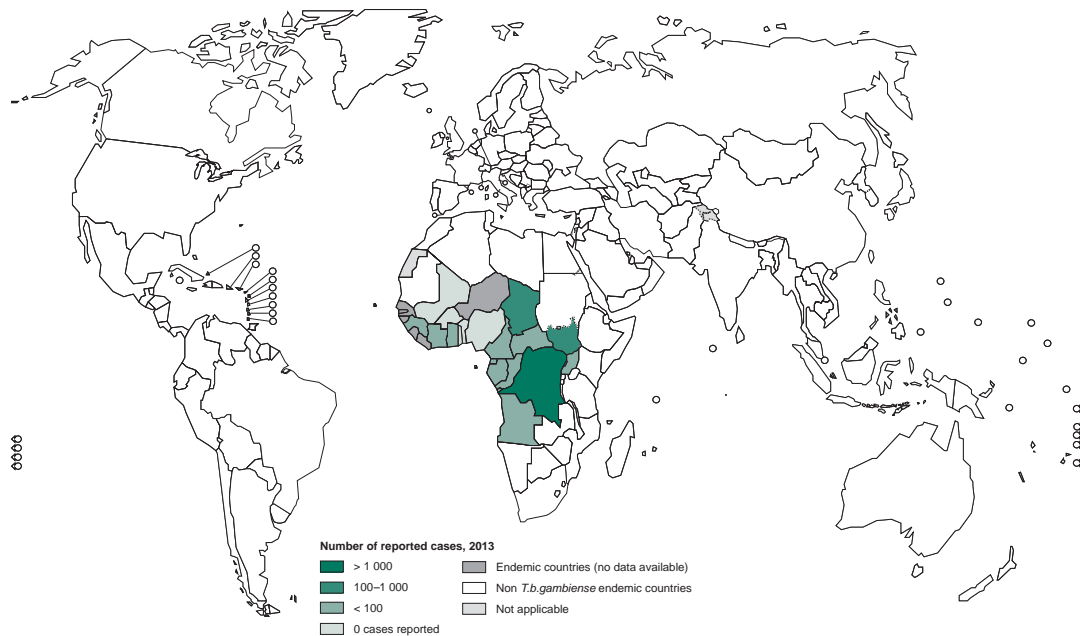 Number of reported cases, 2013
> 1 000
100–1 000
< 100
0 cases reported
Endemic countries (no data available)
Non T.b.gambiense endemic countries
Not applicable